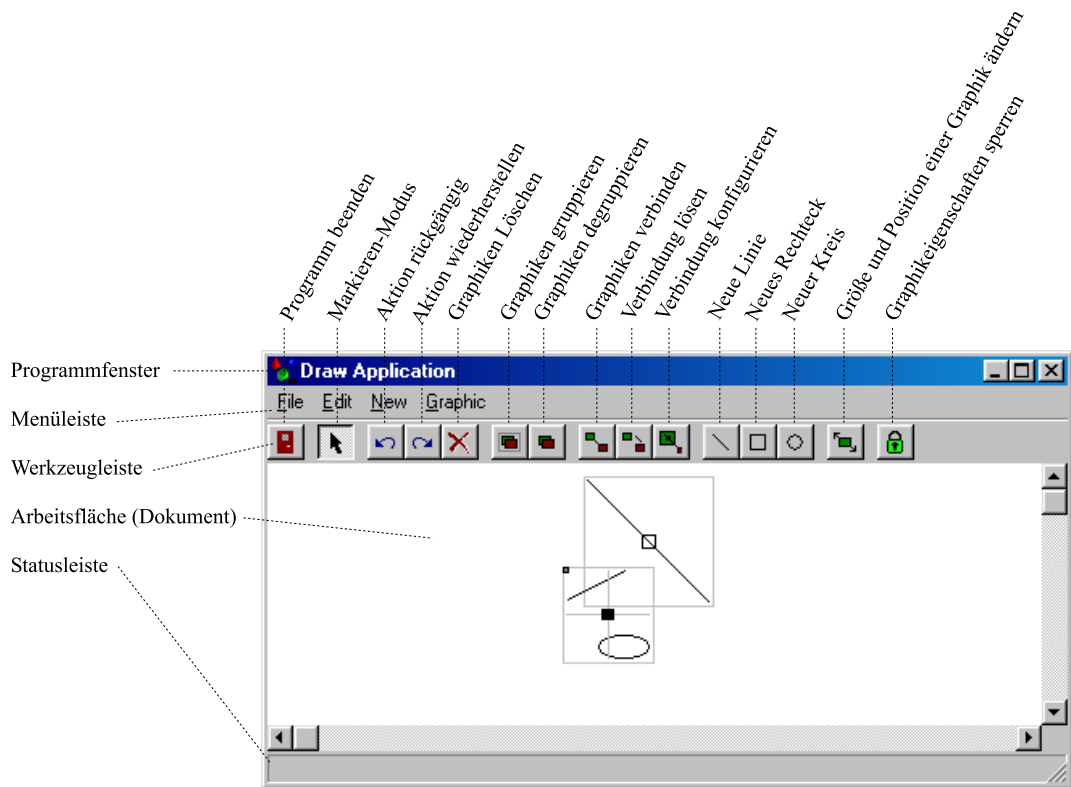 Programm beenden
Markieren-Modus
Aktion rückgängig
Aktion wiederherstellen
Graphiken Löschen
Graphiken gruppieren
Graphiken degruppieren
Graphiken verbinden
Verbindung lösen
Verbindung konfigurieren
Neue Linie
Neues Rechteck
Neuer Kreis
Größe und Position einer Graphik ändern
Graphikeigenschaften sperren
Programmfenster
Draw Application
Menüleiste
File Edit New Graphic
Werkzeugleiste
Arbeitsfläche (Dokument)
Statusleiste